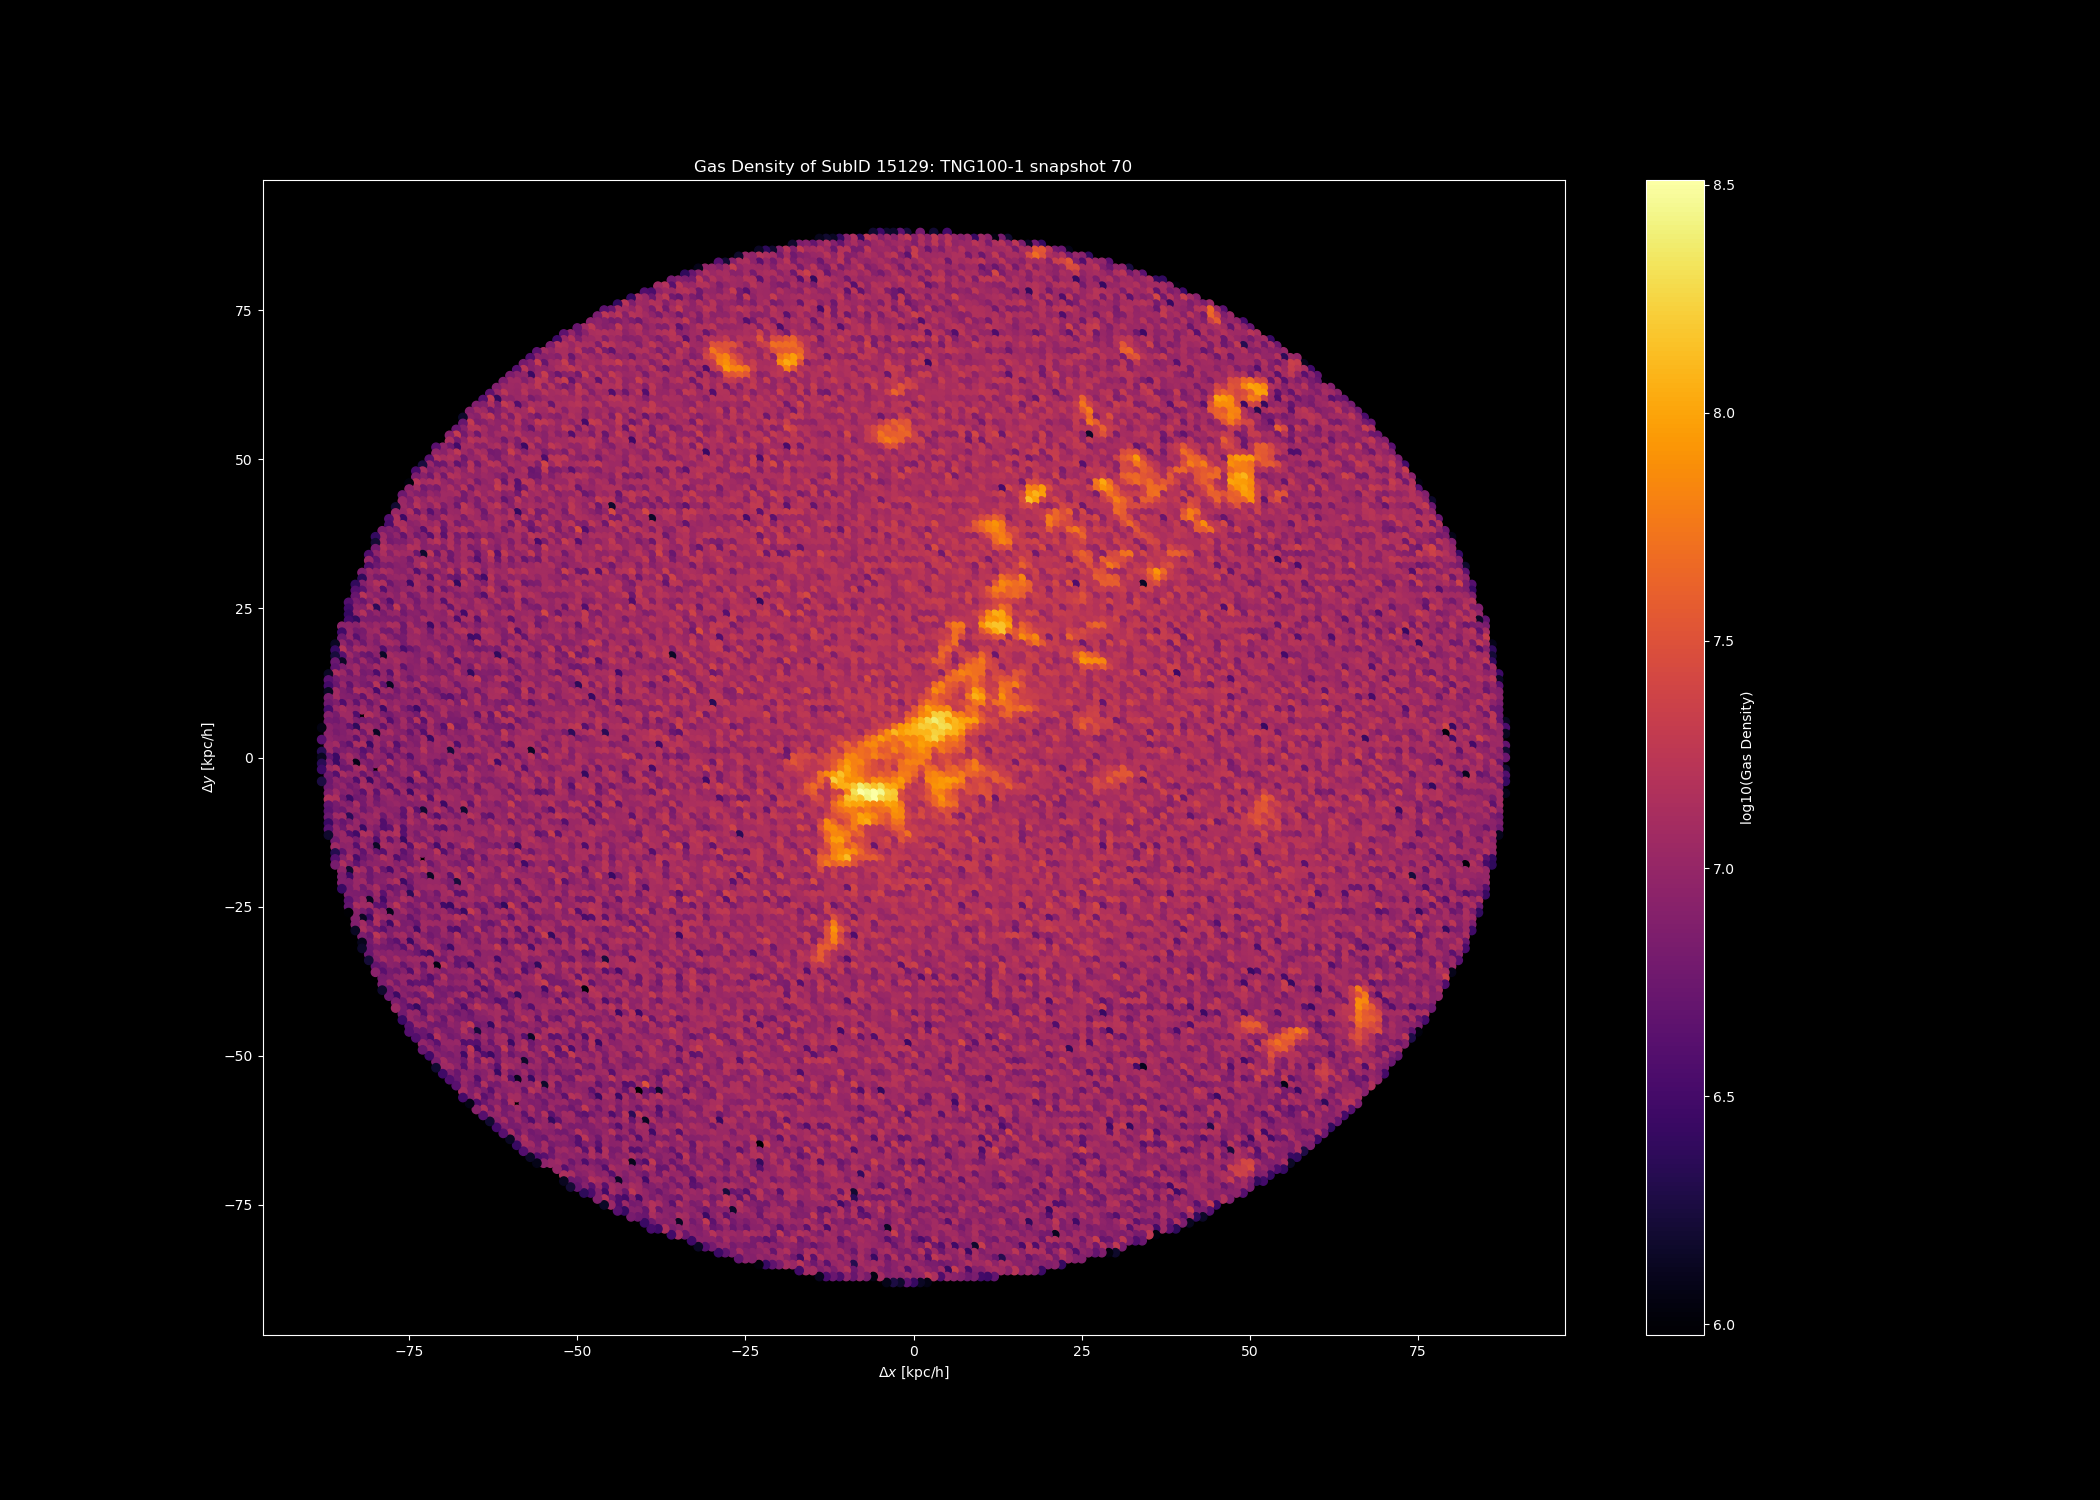 Gas Density of SubID 15129: TNG100-1 snapshot 70
75
50
25
0
−25
−50
−75
Δy [kpc/h]
−75 −50 −25 0 25 50 75
Δx [kpc/h]
8.5
8.0
7.5
7.0
6.5
6.0
log10(Gas Density)